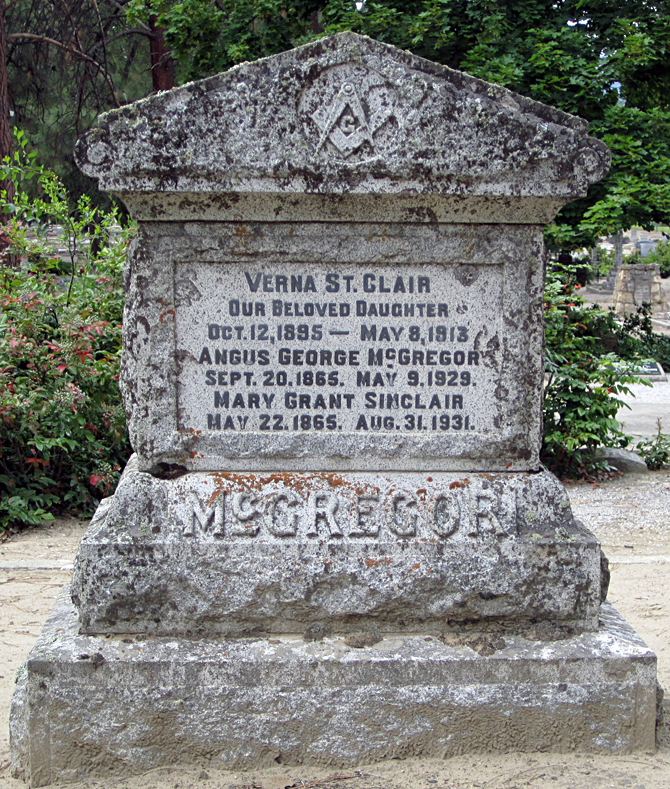 G
VERNA ST. CLAIR
OUR BELOVED DAUGHTER
OCT. 12, 1895 — MAY 8, 1913
ANGUS GEORGE MCGREGOR
SEPT. 20. 1865. MAY 9. 1929.
MARY GRANT SINCLAIR
MAY 22. 1865. AUG. 31. 1931.
MCGREGOR